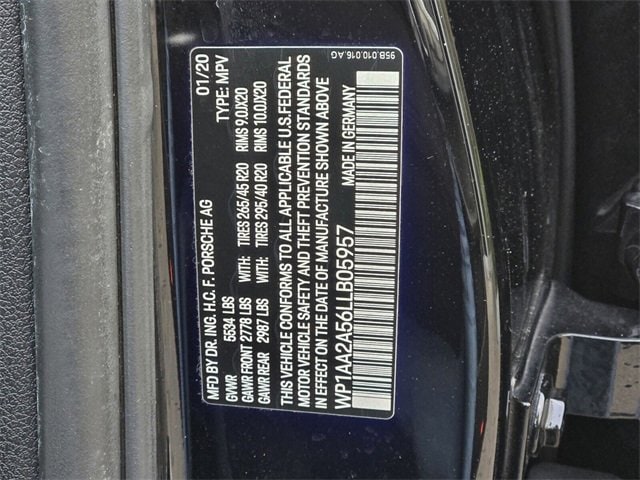 MFD BY DR. ING. H.C. F. PORSCHE AG 01/20
GVWR 5534 LBS TYPE: MPV
GAWR FRONT 2778 LBS WITH: TIRES 265/45 R20 RIMS 9.0JX20
GAWR REAR 2987 LBS WITH: TIRES 295/40 R20 RIMS 10.0JX20
THIS VEHICLE CONFORMS TO ALL APPLICABLE U.S. FEDERAL
MOTOR VEHICLE SAFETY AND THEFT PREVENTION STANDARDS
IN EFFECT ON THE DATE OF MANUFACTURE SHOWN ABOVE
WP1AA2A56LLB05957 MADE IN GERMANY
95B.010.016.AG